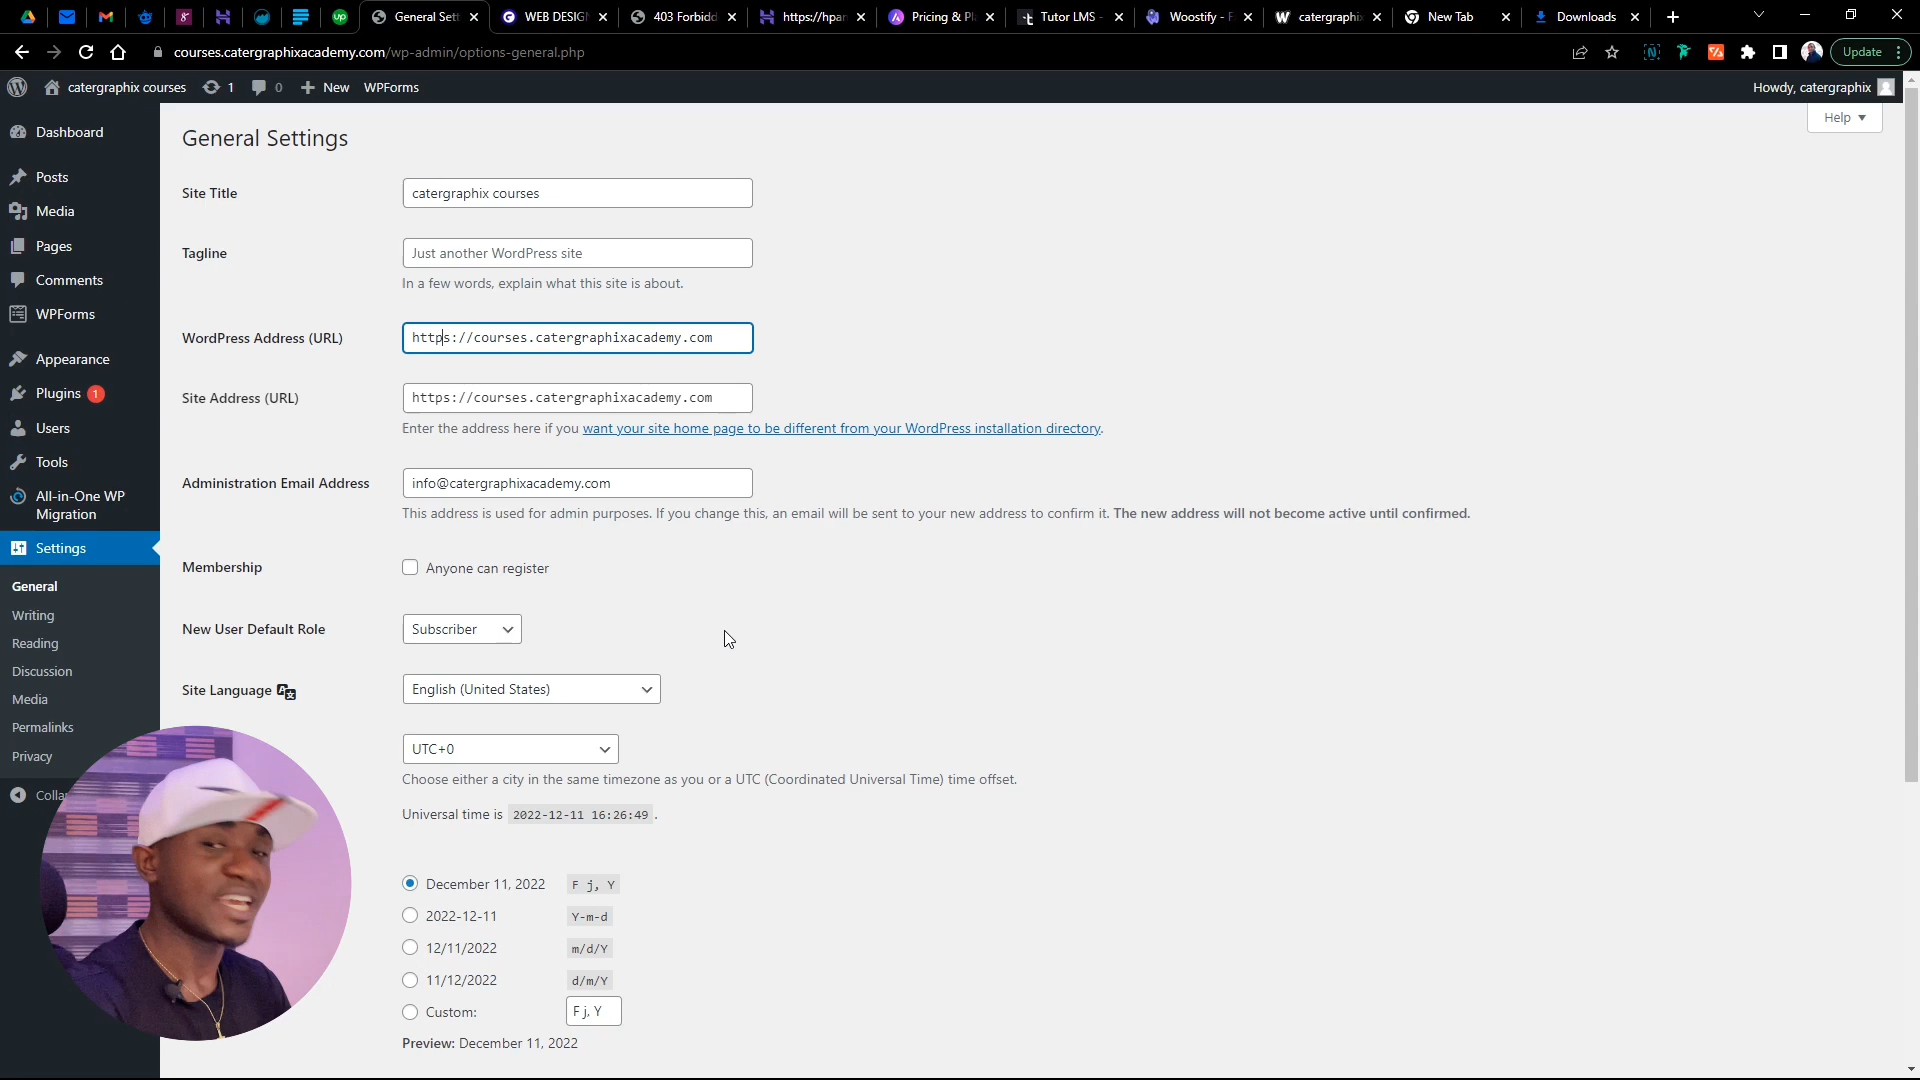 General Sett
WEB DESIG
403 Forbidd
https://hpan
Pricing & Pl
Tutor LMS -
Woostify - F
catergraphi
New Tab
Downloads
courses.catergraphixacademy.com/wp-admin/options-general.php
Update
catergraphix courses
1
0
New
WPForms
Howdy, catergraphix
Dashboard
Posts
Media
Pages
Comments
WPForms
Appearance
Plugins 1
Users
Tools
All-in-One WP
Migration
Settings
General
Writing
Reading
Discussion
Media
Permalinks
Privacy
Colla
Help
General Settings
Site Title
catergraphix courses
Tagline
Just another WordPress site
In a few words, explain what this site is about.
WordPress Address (URL)
https://courses.catergraphixacademy.com
Site Address (URL)
https://courses.catergraphixacademy.com
Enter the address here if you want your site home page to be different from your WordPress installation directory.
Administration Email Address
info@catergraphixacademy.com
This address is used for admin purposes. If you change this, an email will be sent to your new address to confirm it. The new address will not become active until confirmed.
Membership
Anyone can register
New User Default Role
Subscriber
Site Language
English (United States)
UTC+0
Choose either a city in the same timezone as you or a UTC (Coordinated Universal Time) time offset.
Universal time is 2022-12-11 16:26:49 .
December 11, 2022 F j, Y
2022-12-11 Y-m-d
12/11/2022 m/d/Y
11/12/2022 d/m/Y
Custom: F j, Y
Preview: December 11, 2022